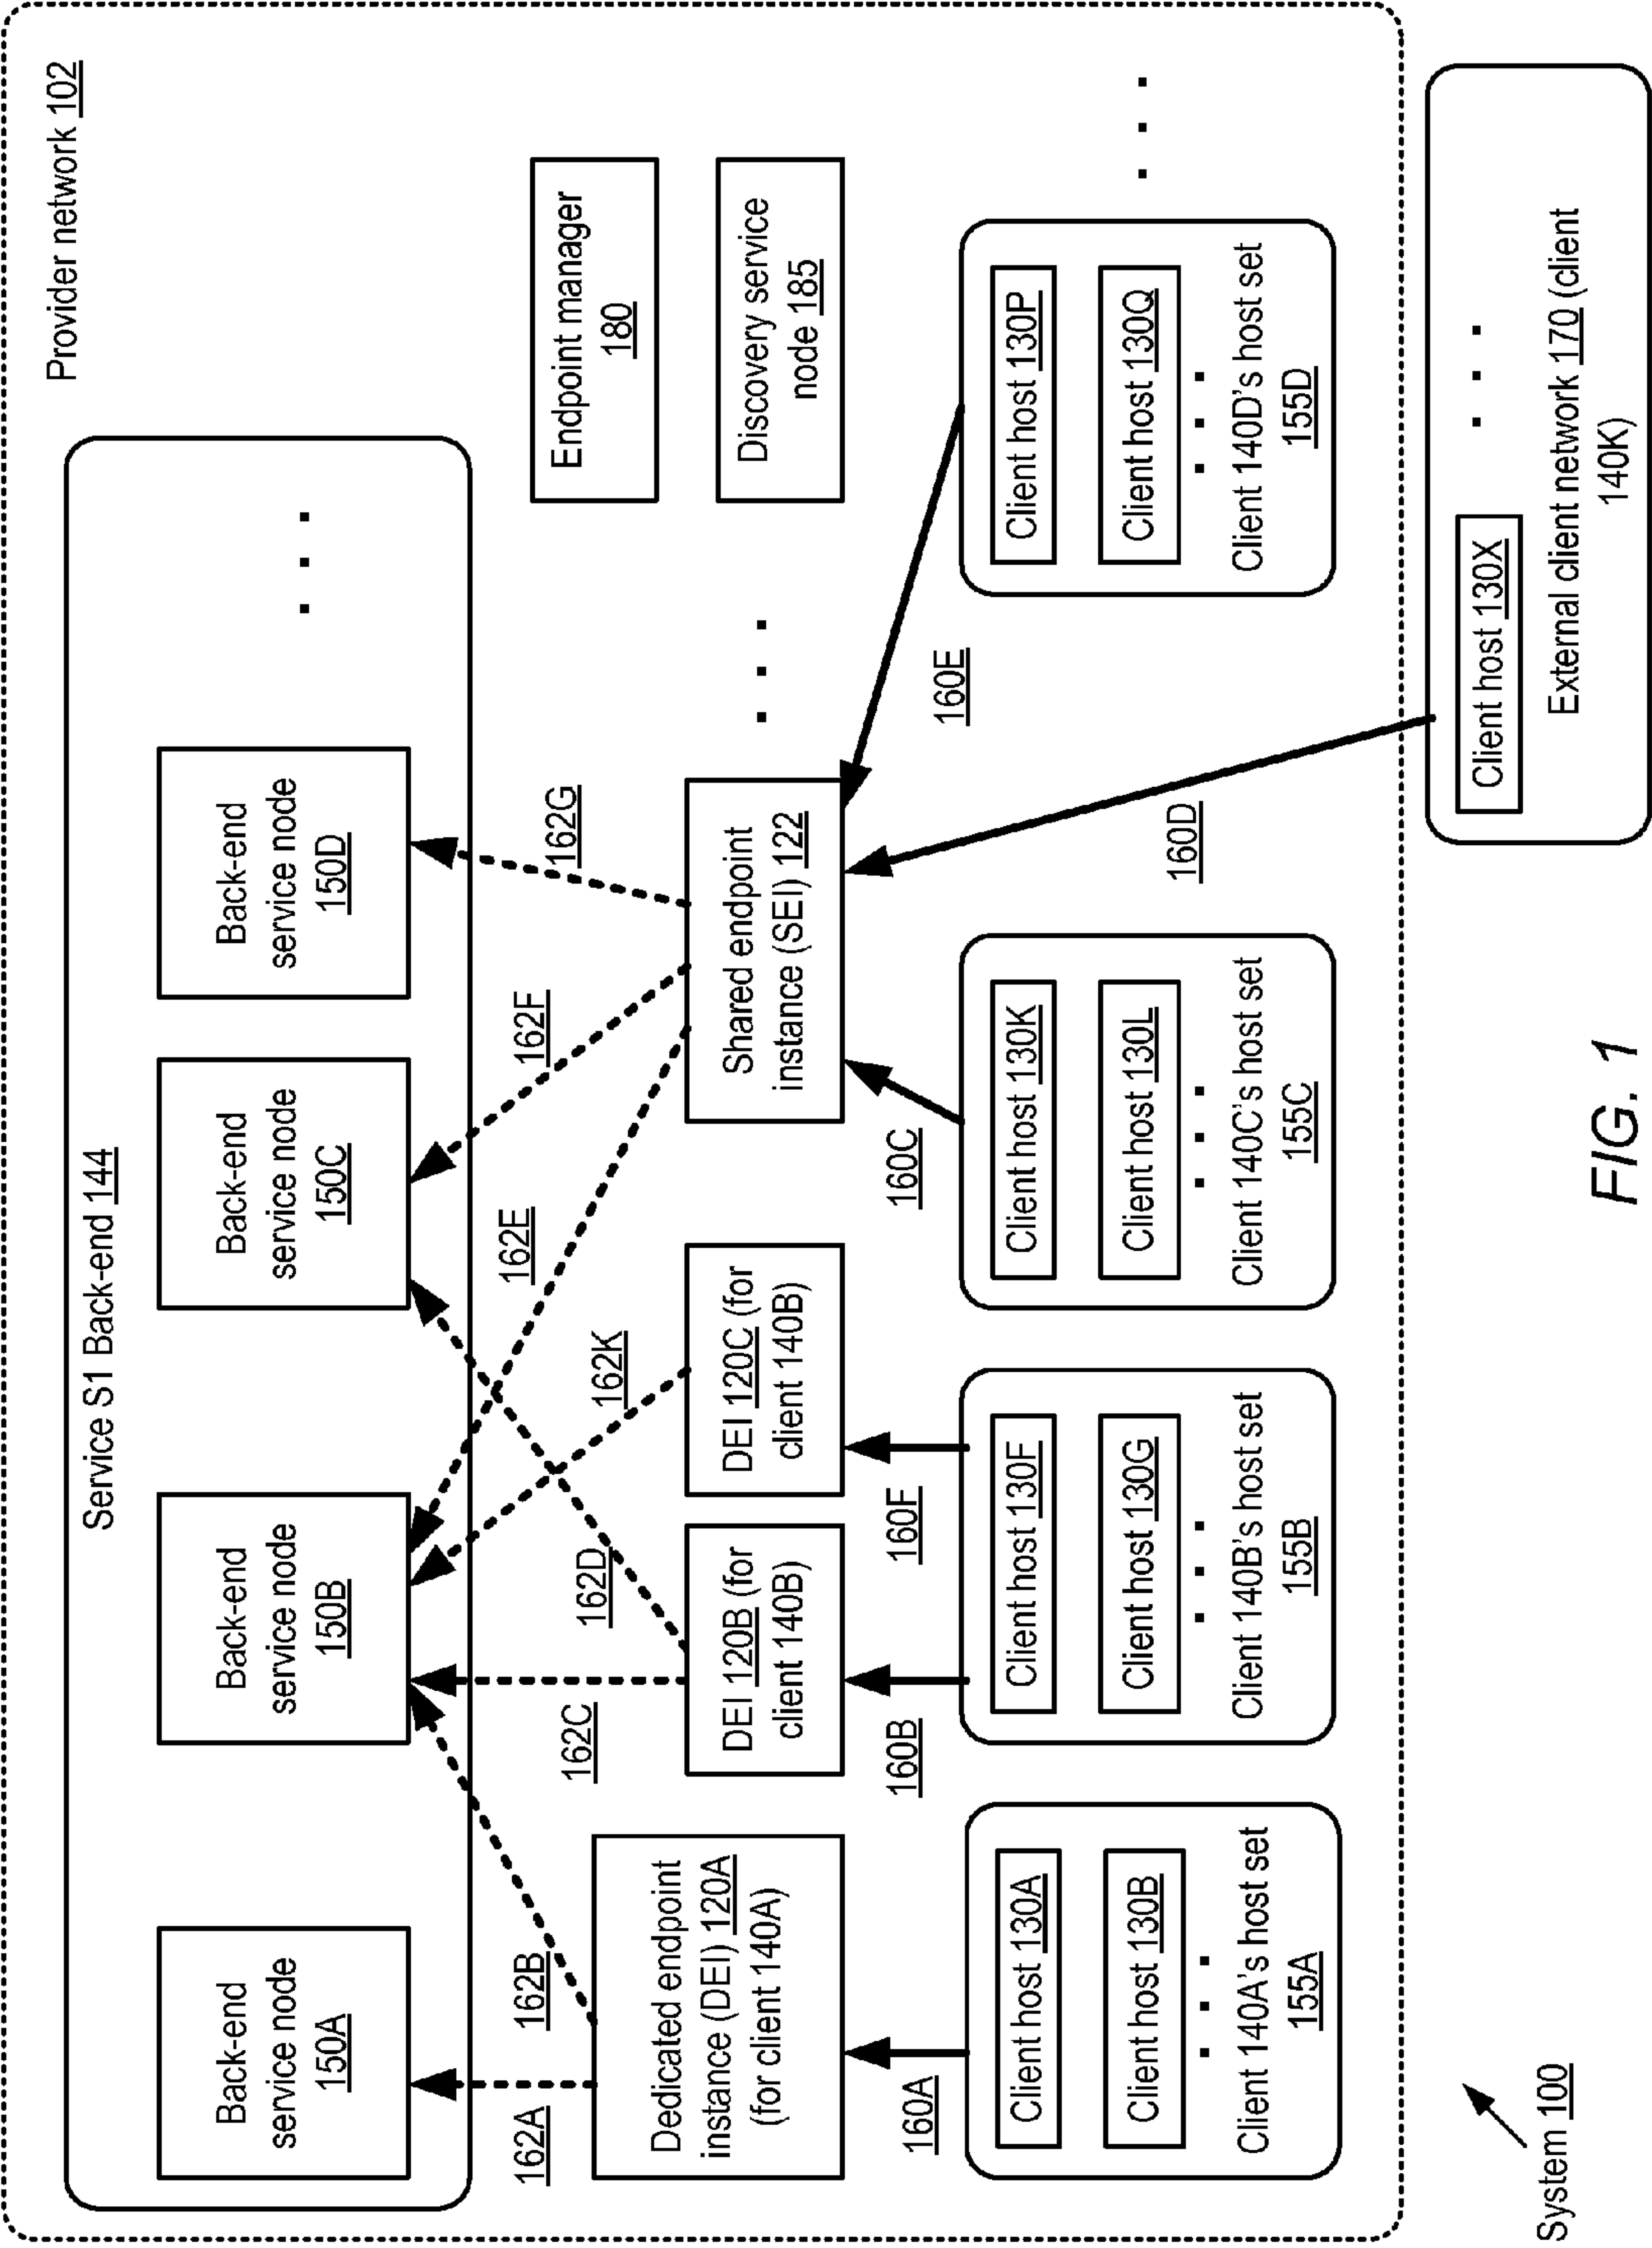 Provider network 102
Service S1 Back-end 144
Back-end
service node
150A
Back-end
service node
150B
Back-end
service node
150C
Back-end
service node
150D
. . .
162A
162B
162C
162D
162K
162E
162F
162G
Endpoint manager
180
Dedicated endpoint
instance (DEI) 120A
(for client 140A)
DEI 120B (for
client 140B)
DEI 120C (for
client 140B)
Shared endpoint
instance (SEI) 122
. . .
Discovery service
node 185
160A
160B
160F
160C
160D
160E
Client host 130A
Client host 130B
. . .
Client 140A's host set
155A
Client host 130F
Client host 130G
. . .
Client 140B's host set
155B
Client host 130K
Client host 130L
. . .
Client 140C's host set
155C
Client host 130P
Client host 130Q
. . .
Client 140D's host set
155D
. . .
Client host 130X
. . .
External client network 170 (client
140K)
System 100
FIG. 1